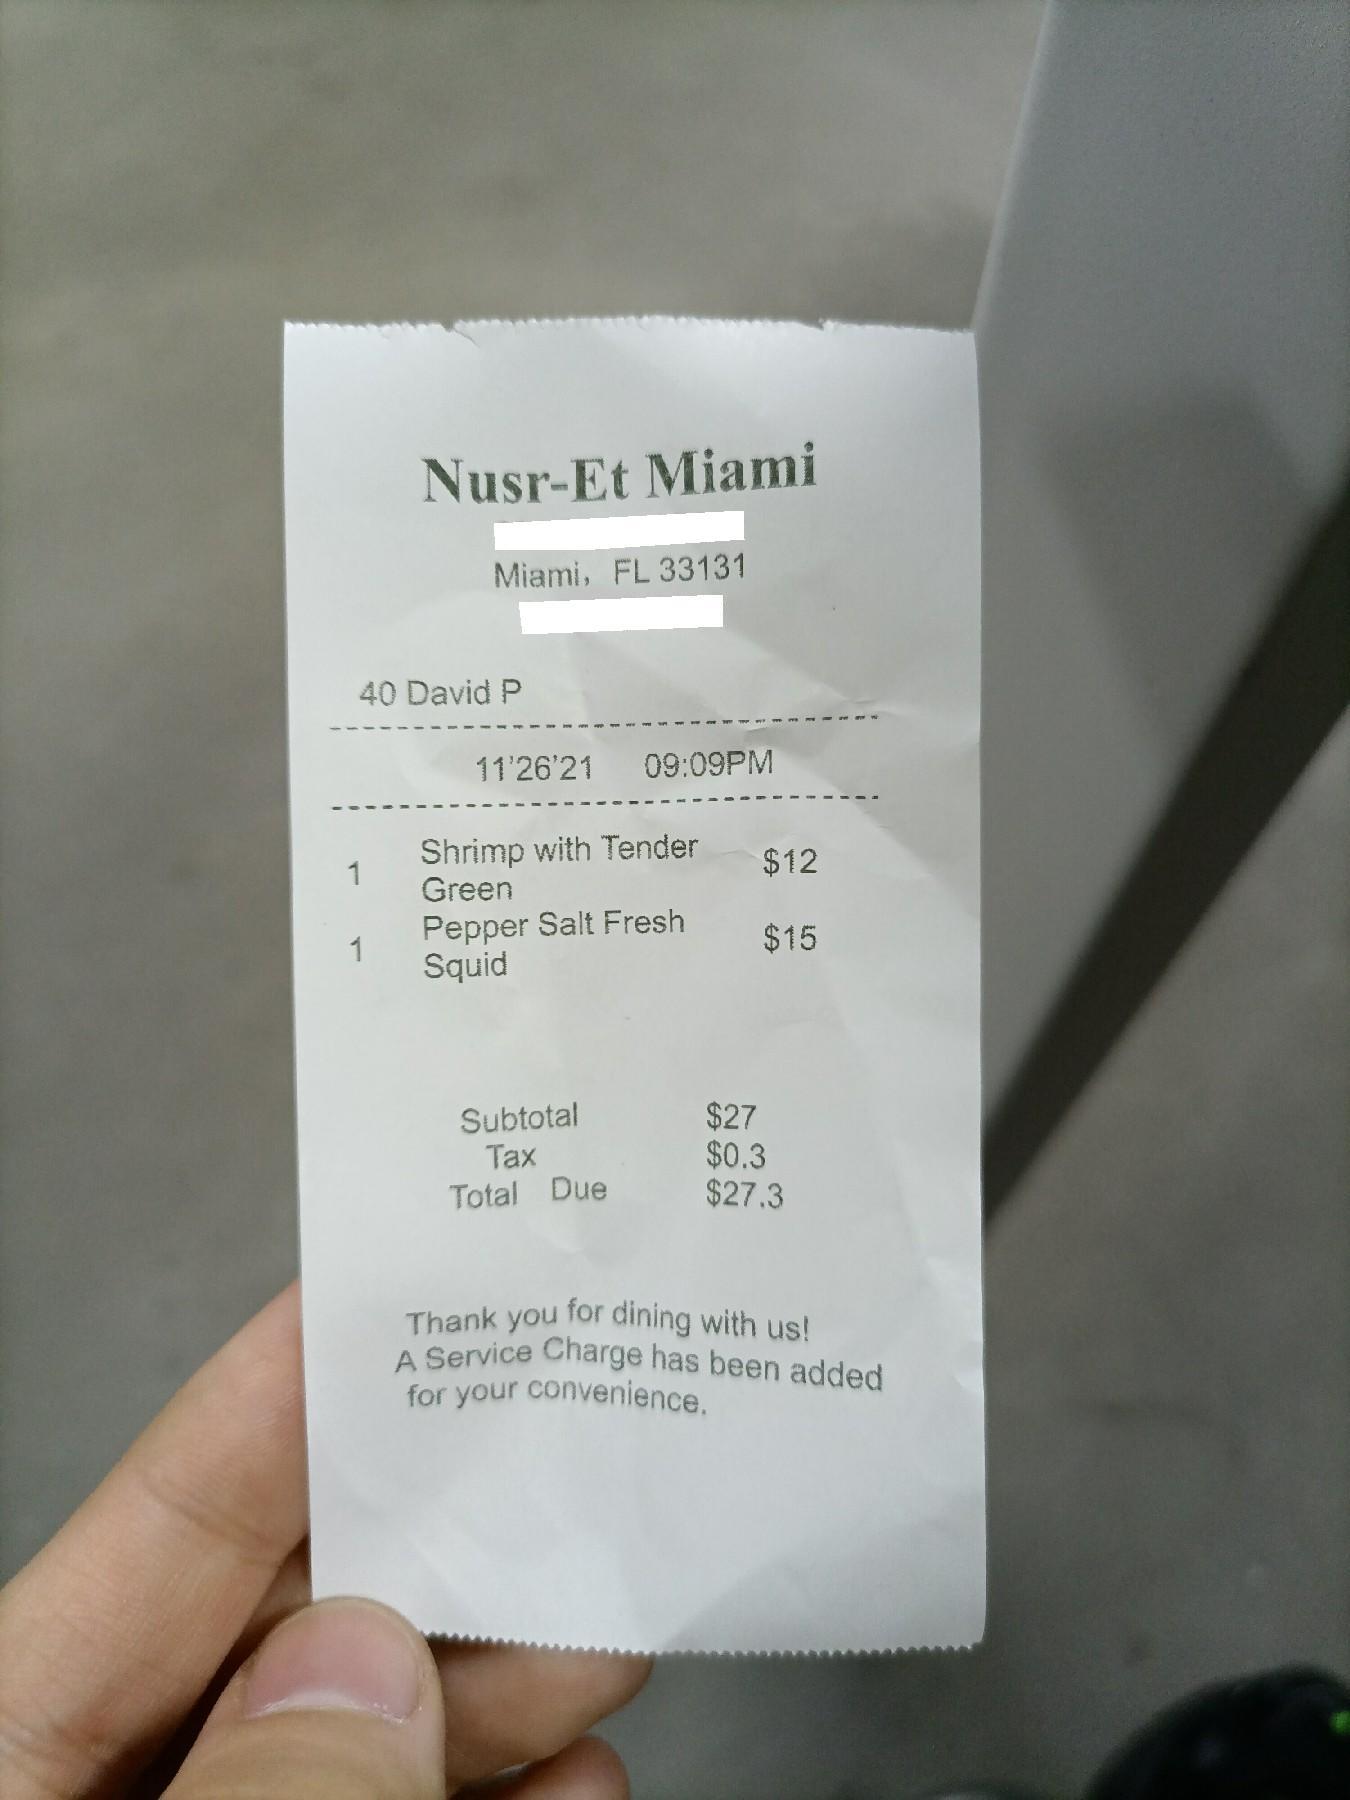 Nusr-Et Miami
Miami, FL 33131
40 David P
11'26'21 09:09PM
1 Shrimp with Tender Green $12
1 Pepper Salt Fresh Squid $15
Subtotal $27
Tax $0.3
Total Due $27.3
Thank you for dining with us!
A Service Charge has been added
for your convenience.